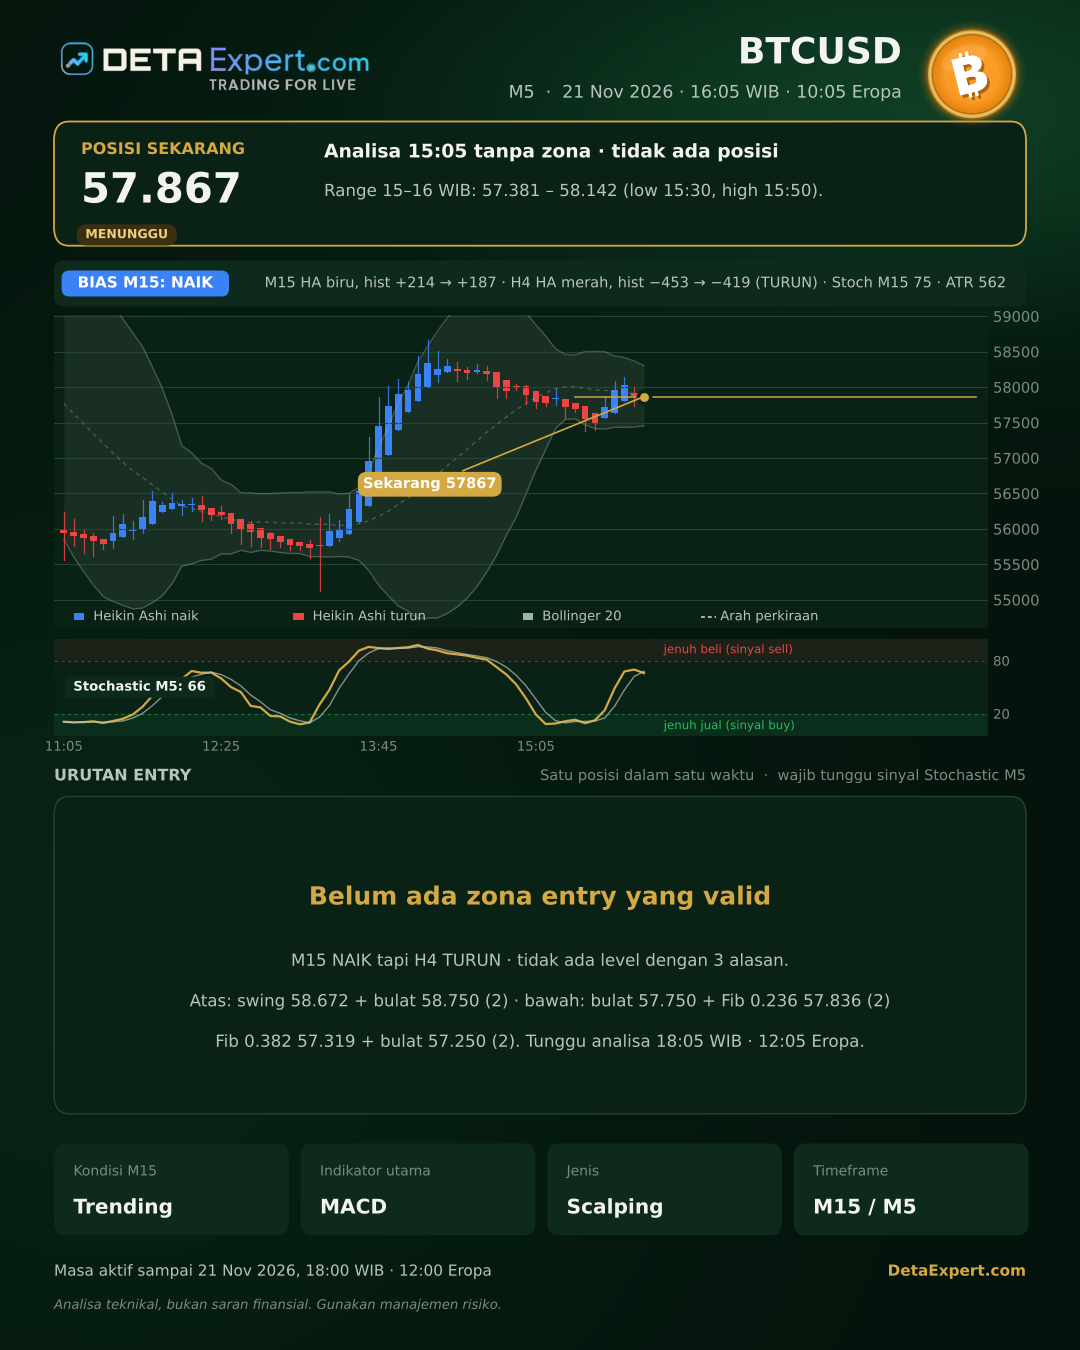 DETA Expert.com
TRADING FOR LIVE
BTCUSD
M5 · 21 Nov 2026 · 16:05 WIB · 10:05 Eropa
POSISI SEKARANG
57.867
MENUNGGU
Analisa 15:05 tanpa zona · tidak ada posisi
Range 15–16 WIB: 57.381 – 58.142 (low 15:30, high 15:50).
BIAS M15: NAIK
M15 HA biru, hist +214 → +187 · H4 HA merah, hist −453 → −419 (TURUN) · Stoch M15 75 · ATR 562
59000
58500
58000
57500
57000
56500
56000
55500
55000
Sekarang 57867
Heikin Ashi naik
Heikin Ashi turun
Bollinger 20
Arah perkiraan
jenuh beli (sinyal sell)
80
Stochastic M5: 66
20
jenuh jual (sinyal buy)
11:05
12:25
13:45
15:05
URUTAN ENTRY
Satu posisi dalam satu waktu · wajib tunggu sinyal Stochastic M5
Belum ada zona entry yang valid
M15 NAIK tapi H4 TURUN · tidak ada level dengan 3 alasan.
Atas: swing 58.672 + bulat 58.750 (2) · bawah: bulat 57.750 + Fib 0.236 57.836 (2)
Fib 0.382 57.319 + bulat 57.250 (2). Tunggu analisa 18:05 WIB · 12:05 Eropa.
Kondisi M15
Trending
Indikator utama
MACD
Jenis
Scalping
Timeframe
M15 / M5
Masa aktif sampai 21 Nov 2026, 18:00 WIB · 12:00 Eropa
DetaExpert.com
Analisa teknikal, bukan saran finansial. Gunakan manajemen risiko.